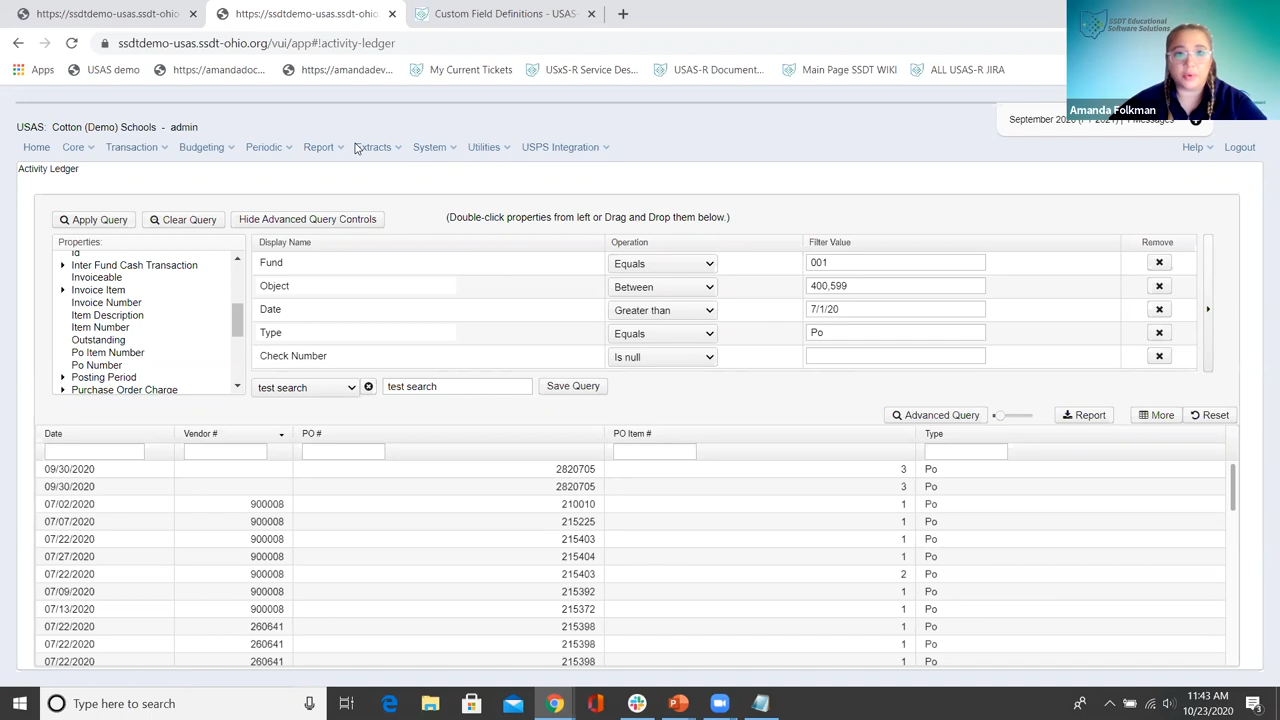 https://ssdtdemo-usas.ssdt-ohio
https://ssdtdemo-usas.ssdt-ohio.
Custom Field Definitions - USAS-
ssdtdemo-usas.ssdt-ohio.org/vui/app#!activity-ledger
Apps
USAS demo
https://amandadoc...
https://amandadev...
My Current Tickets
USxS-R Service Des...
USAS-R Document...
Main Page SSDT WIKI
ALL USAS-R JIRA
SSDT Educational
Software Solutions
Amanda Folkman
USAS: Cotton (Demo) Schools - admin
Home Core Transaction Budgeting Periodic Report Extracts System Utilities USPS Integration Help Logout
Activity Ledger
Apply Query Clear Query Hide Advanced Query Controls (Double-click properties from left or Drag and Drop them below.)
Properties:
Id
Inter Fund Cash Transaction
Invoiceable
Invoice Item
Invoice Number
Item Description
Item Number
Outstanding
Po Item Number
Po Number
Posting Period
Purchase Order Charge
Display Name Operation Filter Value Remove
Fund Equals 001
Object Between 400,599
Date Greater than 7/1/20
Type Equals Po
Check Number Is null
test search test search Save Query
Advanced Query Report More Reset
Date Vendor # PO # PO Item # Type
09/30/2020 2820705 3 Po
09/30/2020 2820705 3 Po
07/02/2020 900008 210010 1 Po
07/07/2020 900008 215225 1 Po
07/22/2020 900008 215403 1 Po
07/27/2020 900008 215404 1 Po
07/22/2020 900008 215403 2 Po
07/09/2020 900008 215392 1 Po
07/13/2020 900008 215372 1 Po
07/22/2020 260641 215398 1 Po
07/22/2020 260641 215398 1 Po
07/22/2020 260641 215398 1 Po
Type here to search
11:43 AM
10/23/2020